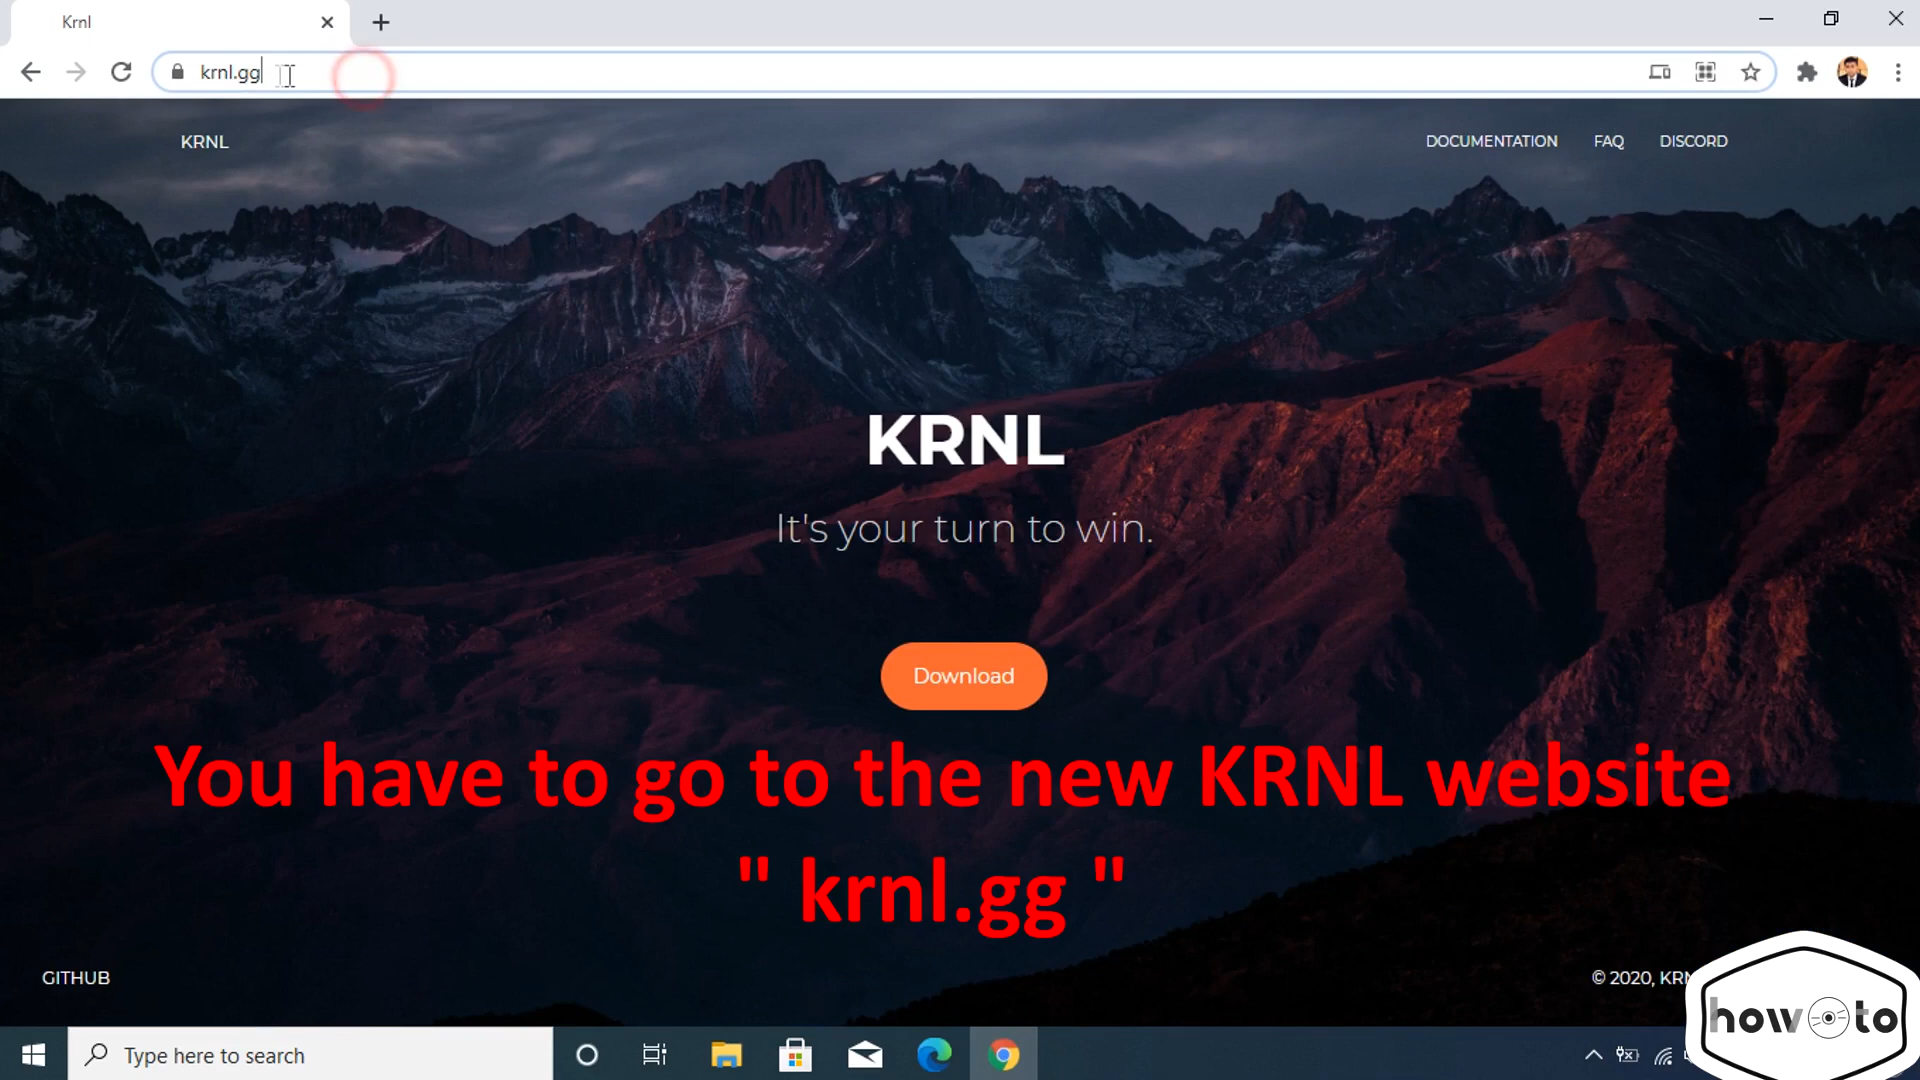 Krnl
krnl.gg
KRNL
DOCUMENTATION FAQ DISCORD
KRNL
It's your turn to win.
Download
You have to go to the new KRNL website
" krnl.gg "
GITHUB
© 2020,
how to
Type here to search